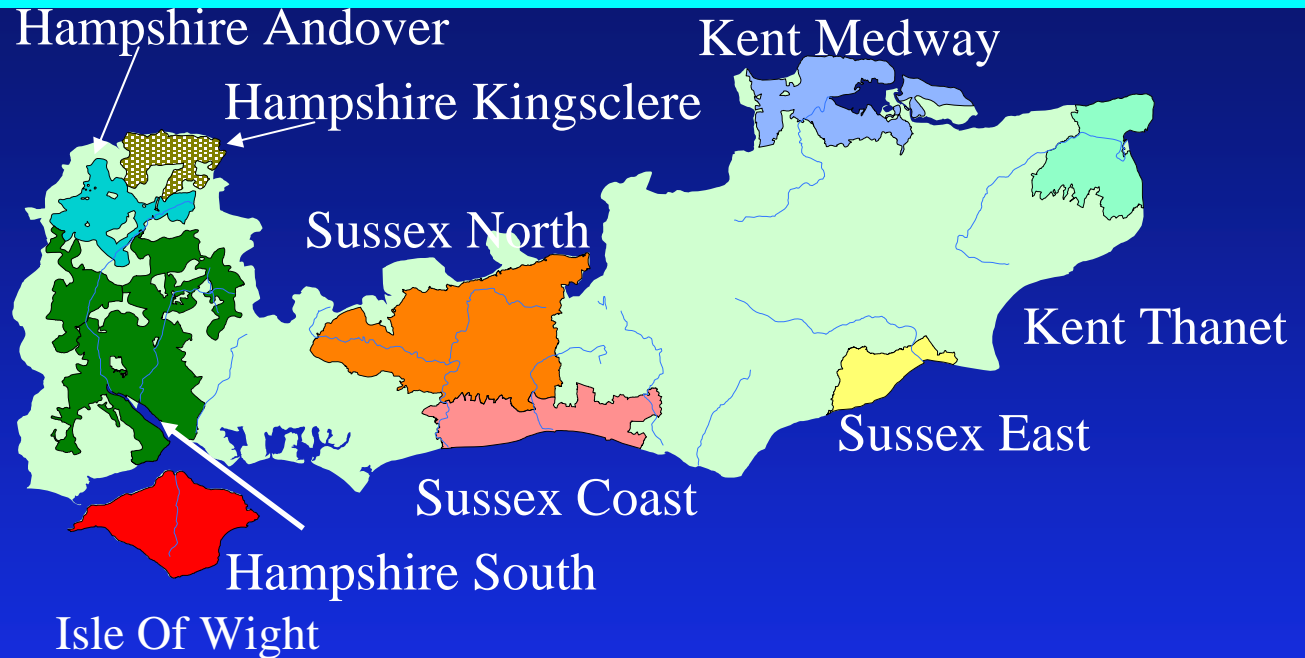 Hampshire Andover
Kent Medway
Hampshire Kingsclere
Sussex North
Kent Thanet
Sussex East
Sussex Coast
Hampshire South
Isle Of Wight